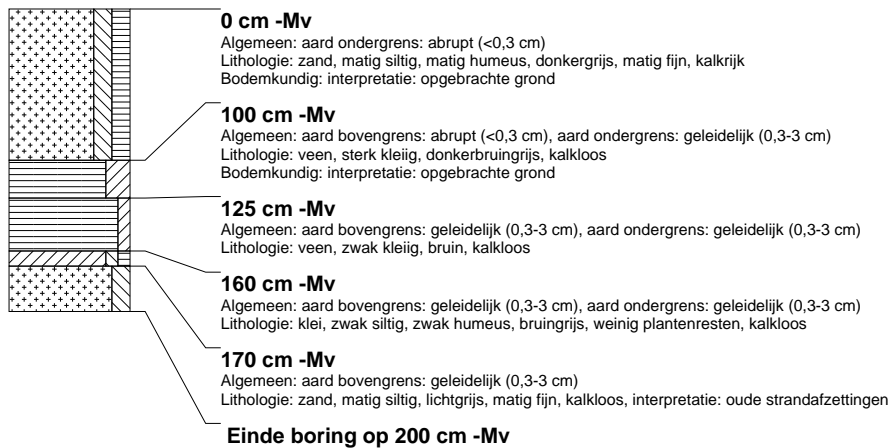 0 cm -Mv
Algemeen: aard ondergrens: abrupt (<0,3 cm)
Lithologie: zand, matig siltig, matig humeus, donkergrijs, matig fijn, kalkrijk
Bodemkundig: interpretatie: opgebrachte grond
100 cm -Mv
Algemeen: aard bovengrens: abrupt (<0,3 cm), aard ondergrens: geleidelijk (0,3-3 cm)
Lithologie: veen, sterk kleiig, donkerbruingrijs, kalkloos
Bodemkundig: interpretatie: opgebrachte grond
125 cm -Mv
Algemeen: aard bovengrens: geleidelijk (0,3-3 cm), aard ondergrens: geleidelijk (0,3-3 cm)
Lithologie: veen, zwak kleiig, bruin, kalkloos
160 cm -Mv
Algemeen: aard bovengrens: geleidelijk (0,3-3 cm), aard ondergrens: geleidelijk (0,3-3 cm)
Lithologie: klei, zwak siltig, zwak humeus, bruingrijs, weinig plantenresten, kalkloos
170 cm -Mv
Algemeen: aard bovengrens: geleidelijk (0,3-3 cm)
Lithologie: zand, matig siltig, lichtgrijs, matig fijn, kalkloos, interpretatie: oude strandafzettingen
Einde boring op 200 cm -Mv